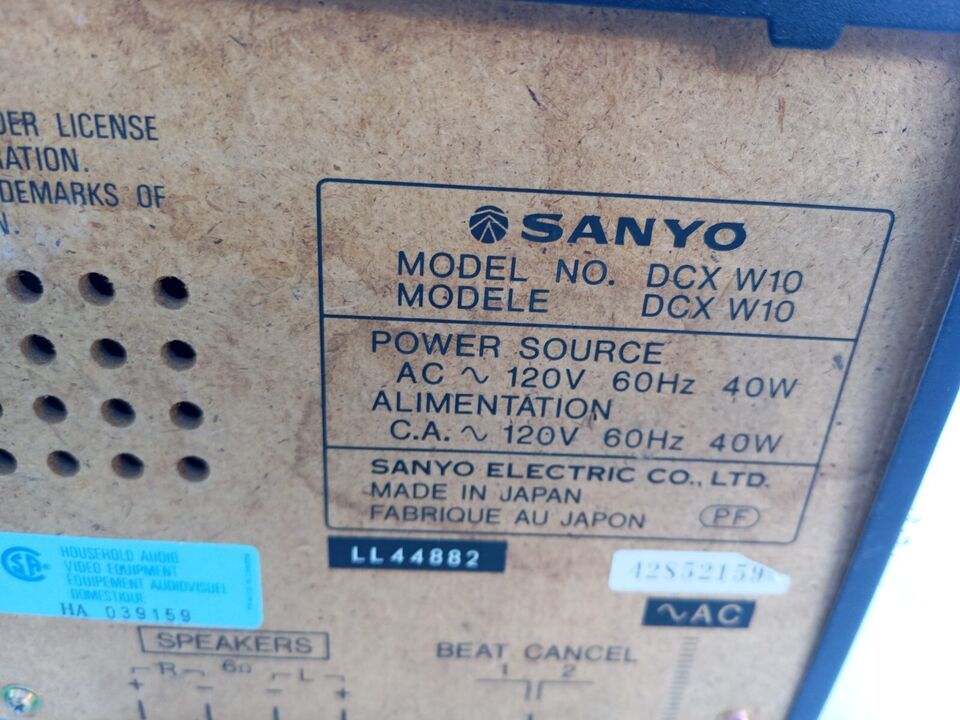 DER LICENSE
RATION.
DEMARKS OF
N.
SANYO
MODEL NO. DCX W10
MODELE DCX W10
POWER SOURCE
AC ∿ 120V 60Hz 40W
ALIMENTATION
C.A. ∿ 120V 60Hz 40W
SANYO ELECTRIC CO., LTD.
MADE IN JAPAN
FABRIQUE AU JAPON PF
LL44882
42852159
HOUSEHOLD AUDIO
VIDEO EQUIPMENT
EQUIPEMENT AUDIOVISUEL
DOMESTIQUE
HA 039159
∿AC
SPEAKERS
R 6Ω L
+ - - +
BEAT CANCEL
1 2